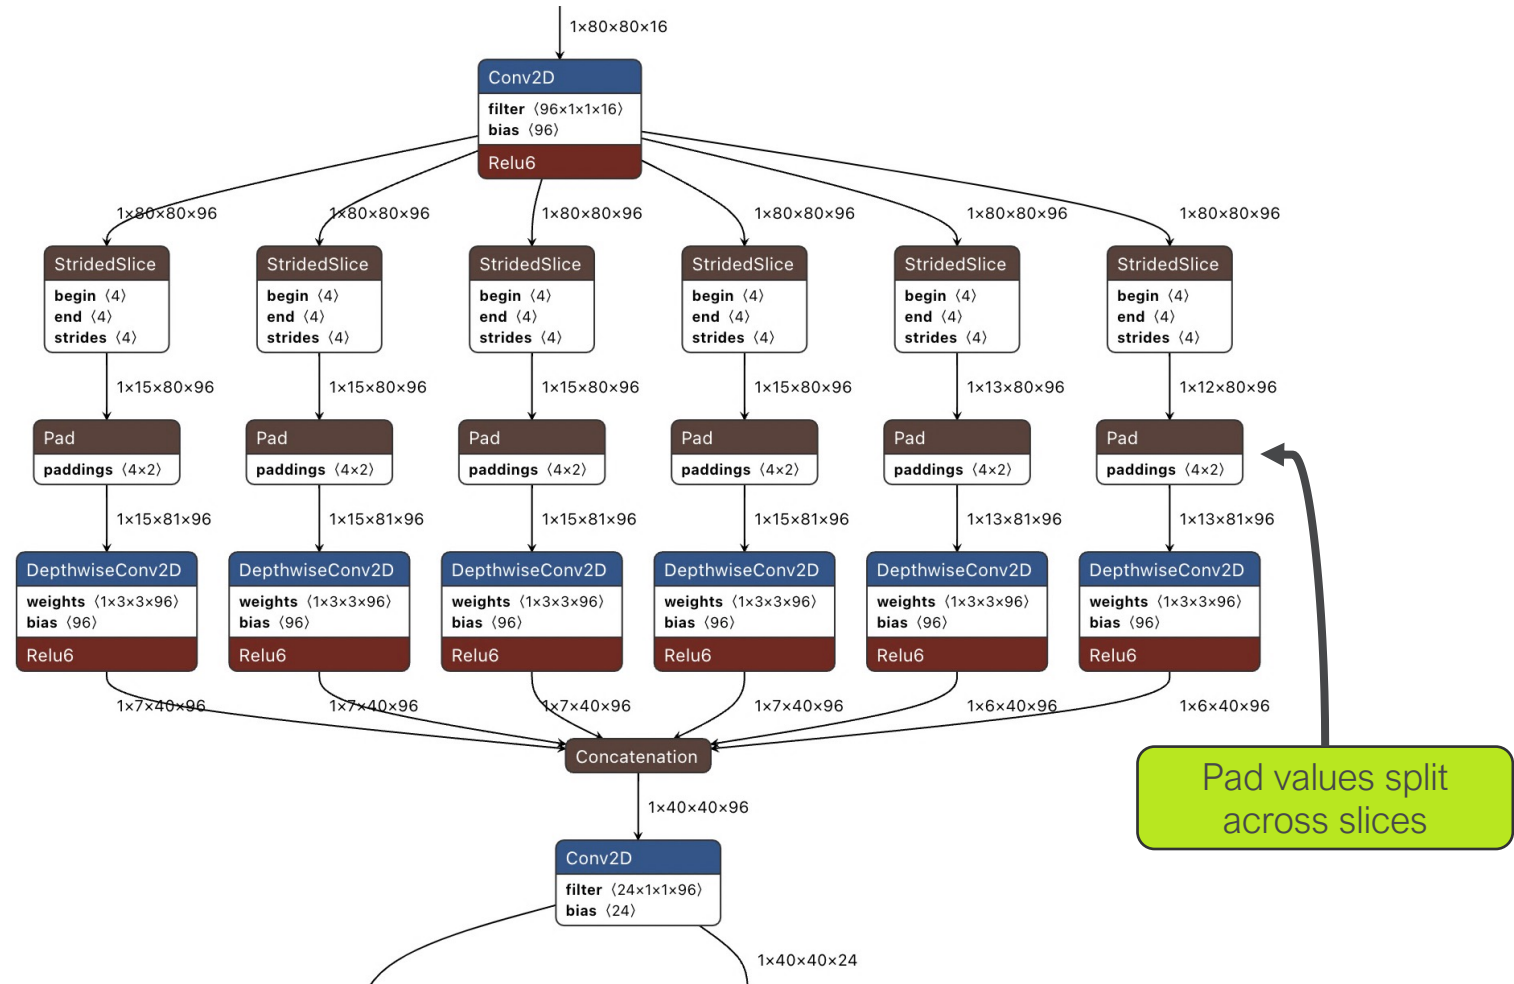 1×80×80×16
Conv2D
filter ⟨96×1×1×16⟩
bias ⟨96⟩
Relu6
1×80×80×96 1×80×80×96 1×80×80×96 1×80×80×96 1×80×80×96 1×80×80×96
StridedSlice StridedSlice StridedSlice StridedSlice StridedSlice StridedSlice
begin ⟨4⟩ begin ⟨4⟩ begin ⟨4⟩ begin ⟨4⟩ begin ⟨4⟩ begin ⟨4⟩
end ⟨4⟩ end ⟨4⟩ end ⟨4⟩ end ⟨4⟩ end ⟨4⟩ end ⟨4⟩
strides ⟨4⟩ strides ⟨4⟩ strides ⟨4⟩ strides ⟨4⟩ strides ⟨4⟩ strides ⟨4⟩
1×15×80×96 1×15×80×96 1×15×80×96 1×15×80×96 1×13×80×96 1×12×80×96
Pad Pad Pad Pad Pad Pad
paddings ⟨4×2⟩ paddings ⟨4×2⟩ paddings ⟨4×2⟩ paddings ⟨4×2⟩ paddings ⟨4×2⟩ paddings ⟨4×2⟩
1×15×81×96 1×15×81×96 1×15×81×96 1×15×81×96 1×13×81×96 1×13×81×96
DepthwiseConv2D DepthwiseConv2D DepthwiseConv2D DepthwiseConv2D DepthwiseConv2D DepthwiseConv2D
weights ⟨1×3×3×96⟩ weights ⟨1×3×3×96⟩ weights ⟨1×3×3×96⟩ weights ⟨1×3×3×96⟩ weights ⟨1×3×3×96⟩ weights ⟨1×3×3×96⟩
bias ⟨96⟩ bias ⟨96⟩ bias ⟨96⟩ bias ⟨96⟩ bias ⟨96⟩ bias ⟨96⟩
Relu6 Relu6 Relu6 Relu6 Relu6 Relu6
1×7×40×96 1×7×40×96 1×7×40×96 1×7×40×96 1×6×40×96 1×6×40×96
Concatenation
1×40×40×96
Conv2D
filter ⟨24×1×1×96⟩
bias ⟨24⟩
1×40×40×24
Pad values split
across slices